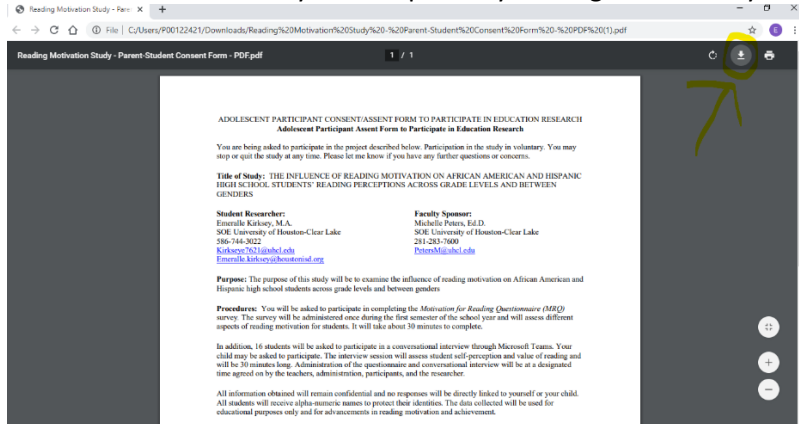 Reading Motivation Study - Paren
File | C:/Users/P00122421/Downloads/Reading%20Motivation%20Study%20-%20Parent-Student%20Consent%20Form%20-%20PDF%20(1).pdf
E
Reading Motivation Study - Parent-Student Consent Form - PDF.pdf
1 / 1
ADOLESCENT PARTICIPANT CONSENT/ASSENT FORM TO PARTICIPATE IN EDUCATION RESEARCH
Adolescent Participant Assent Form to Participate in Education Research
You are being asked to participate in the project described below. Participation in the study in voluntary. You may
stop or quit the study at any time. Please let me know if you have any further questions or concerns.
Title of Study: THE INFLUENCE OF READING MOTIVATION ON AFRICAN AMERICAN AND HISPANIC
HIGH SCHOOL STUDENTS' READING PERCEPTIONS ACROSS GRADE LEVELS AND BETWEEN
GENDERS
Student Researcher:
Emeralle Kirksey, M.A.
SOE University of Houston-Clear Lake
586-744-3022
Kirkseye7621@uhcl.edu
Emeralle.kirksey@houstonisd.org
Faculty Sponsor:
Michelle Peters, Ed.D.
SOE University of Houston-Clear Lake
281-283-7600
PetersM@uhcl.edu
Purpose: The purpose of this study will be to examine the influence of reading motivation on African American and
Hispanic high school students across grade levels and between genders
Procedures: You will be asked to participate in completing the Motivation for Reading Questionnaire (MRQ)
survey. The survey will be administered once during the first semester of the school year and will assess different
aspects of reading motivation for students. It will take about 30 minutes to complete.
In addition, 16 students will be asked to participate in a conversational interview through Microsoft Teams. Your
child may be asked to participate. The interview session will assess student self-perception and value of reading and
will be 30 minutes long. Administration of the questionnaire and conversational interview will be at a designated
time agreed on by the teachers, administration, participants, and the researcher.
All information obtained will remain confidential and no responses will be directly linked to yourself or your child.
All students will receive alpha-numeric names to protect their identities. The data collected will be used for
educational purposes only and for advancements in reading motivation and achievement.